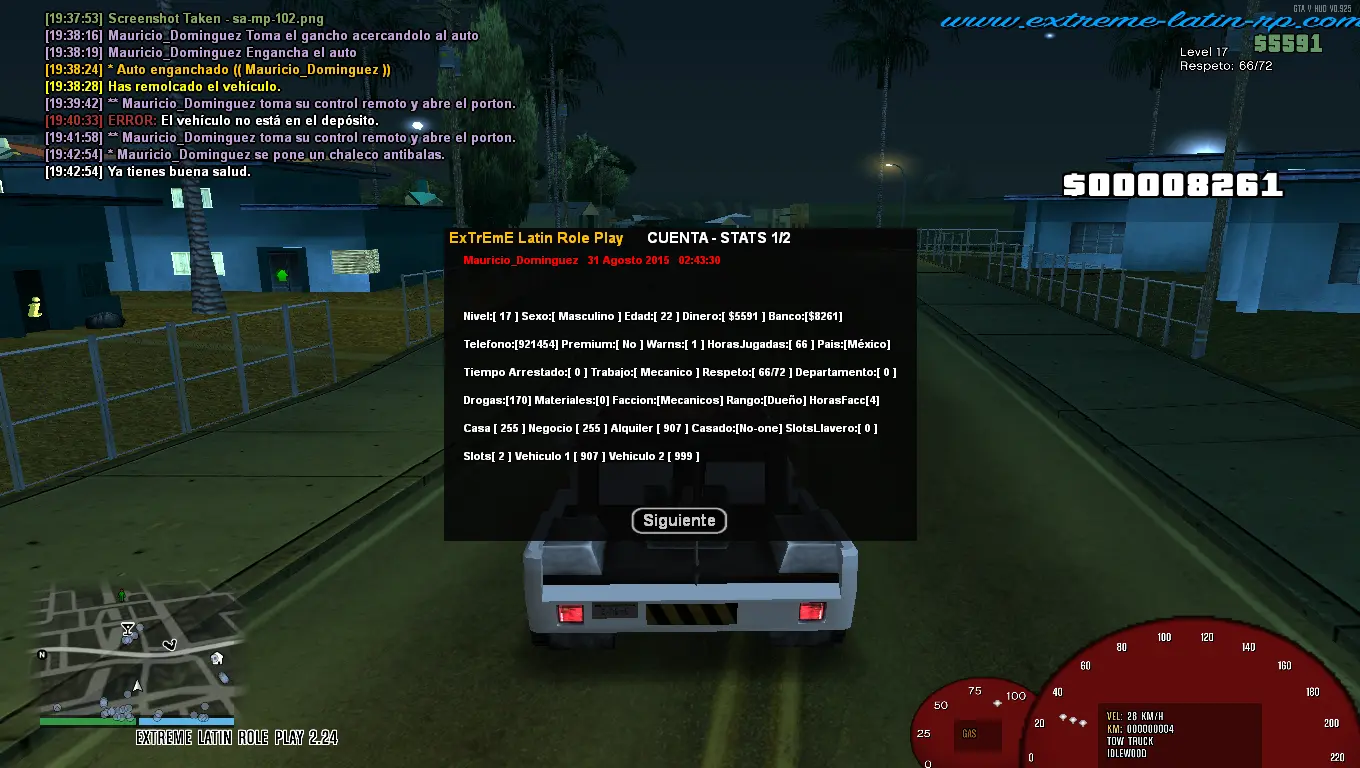 GTA V HUD V0.925
www.extreme-latin-rp.com
[19:37:53] Screenshot Taken - sa-mp-102.png
[19:38:16] Mauricio_Dominguez Toma el gancho acercandolo al auto
[19:38:19] Mauricio_Dominguez Engancha el auto
[19:38:24] * Auto enganchado (( Mauricio_Dominguez ))
[19:38:28] Has remolcado el vehículo.
[19:39:42] ** Mauricio_Dominguez toma su control remoto y abre el porton.
[19:40:33] ERROR: El vehículo no está en el depósito.
[19:41:58] ** Mauricio_Dominguez toma su control remoto y abre el porton.
[19:42:54] * Mauricio_Dominguez se pone un chaleco antibalas.
[19:42:54] Ya tienes buena salud.
$5591
Level 17
Respeto: 66/72
$00008261
ExTrEmE Latin Role Play CUENTA - STATS 1/2
Mauricio_Dominguez 31 Agosto 2015 02:43:30
Nivel:[ 17 ] Sexo:[ Masculino ] Edad:[ 22 ] Dinero:[ $5591 ] Banco:[$8261]
Telefono:[921454] Premium:[ No ] Warns:[ 1 ] HorasJugadas:[ 66 ] Pais:[México]
Tiempo Arrestado:[ 0 ] Trabajo:[ Mecanico ] Respeto:[ 66/72 ] Departamento:[ 0 ]
Drogas:[170] Materiales:[0] Faccion:[Mecanicos] Rango:[Dueño] HorasFacc[4]
Casa [ 255 ] Negocio [ 255 ] Alquiler [ 907 ] Casado:[No-one] SlotsLlavero:[ 0 ]
Slots[ 2 ] Vehiculo 1 [ 907 ] Vehiculo 2 [ 999 ]
Siguiente
N
EXTREME LATIN ROLE PLAY 2.24
0
25
50
75
100
GAS
0
20
40
60
80
100
120
140
160
180
200
220
VEL: 28 KM/H
KM: 000000004
TOW TRUCK
IDLEWOOD